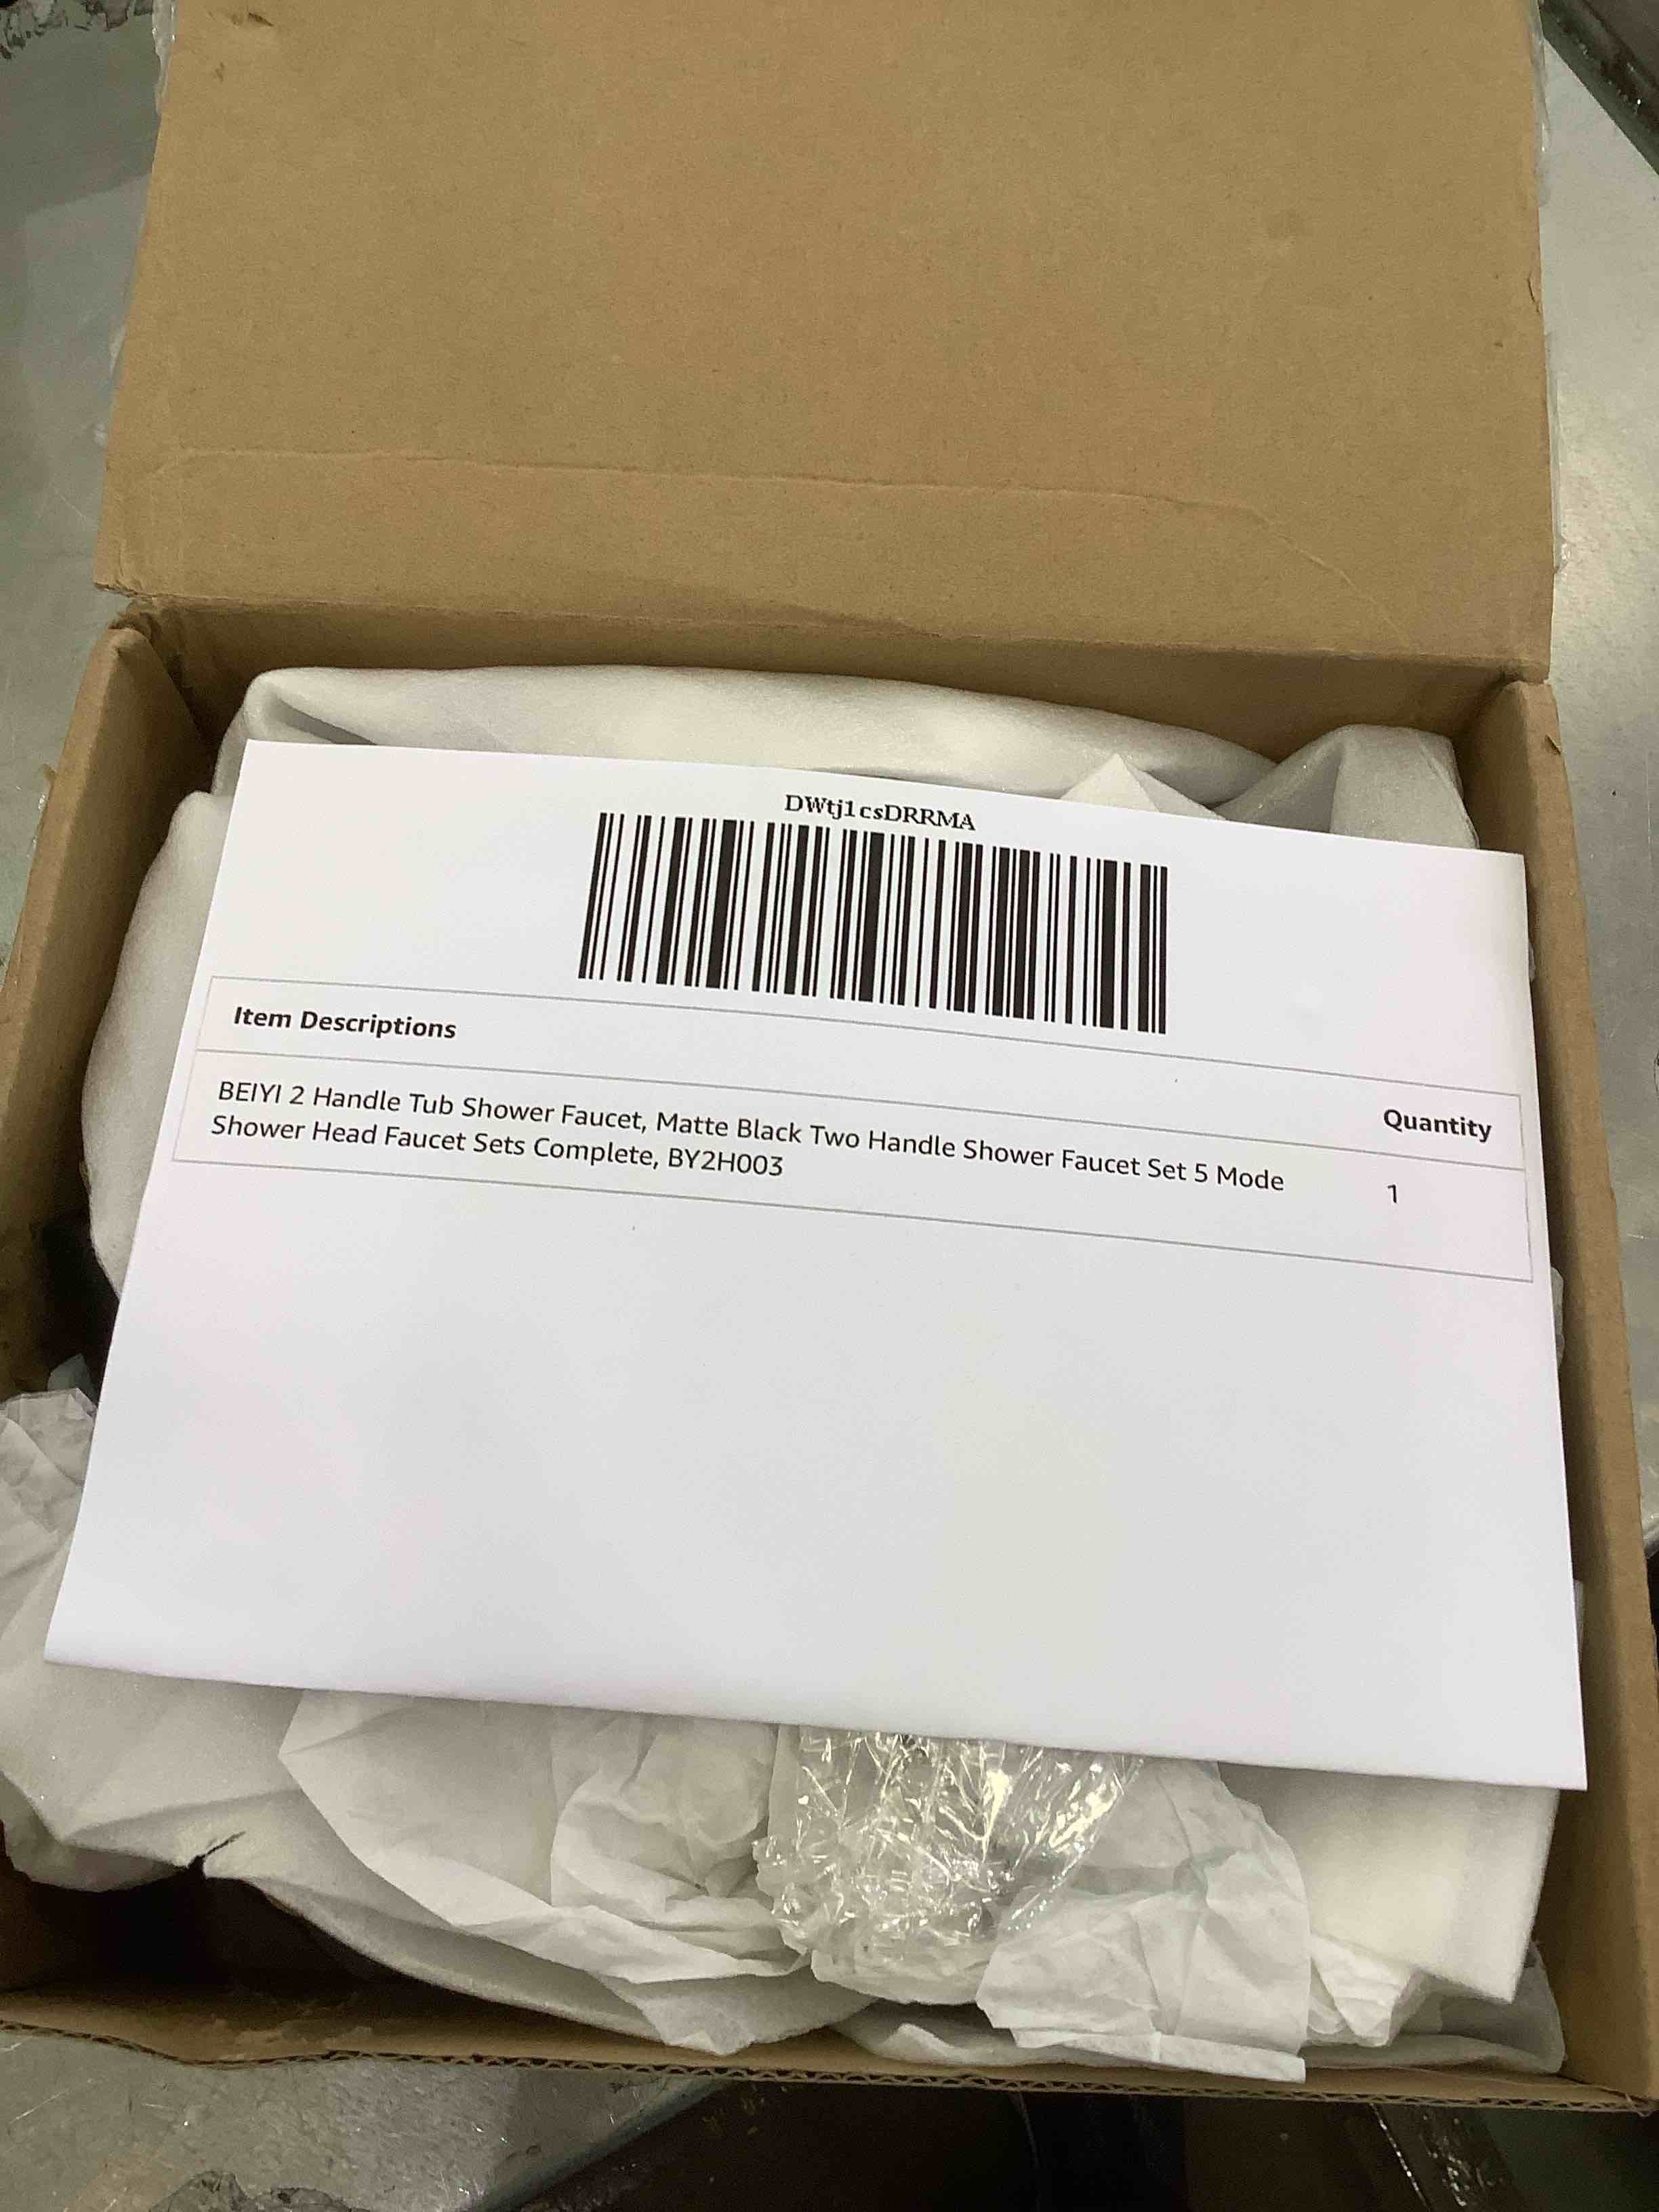 DWtj1csDRRMA
Item Descriptions
Quantity
BEIYI 2 Handle Tub Shower Faucet, Matte Black Two Handle Shower Faucet Set 5 Mode
Shower Head Faucet Sets Complete, BY2H003
1